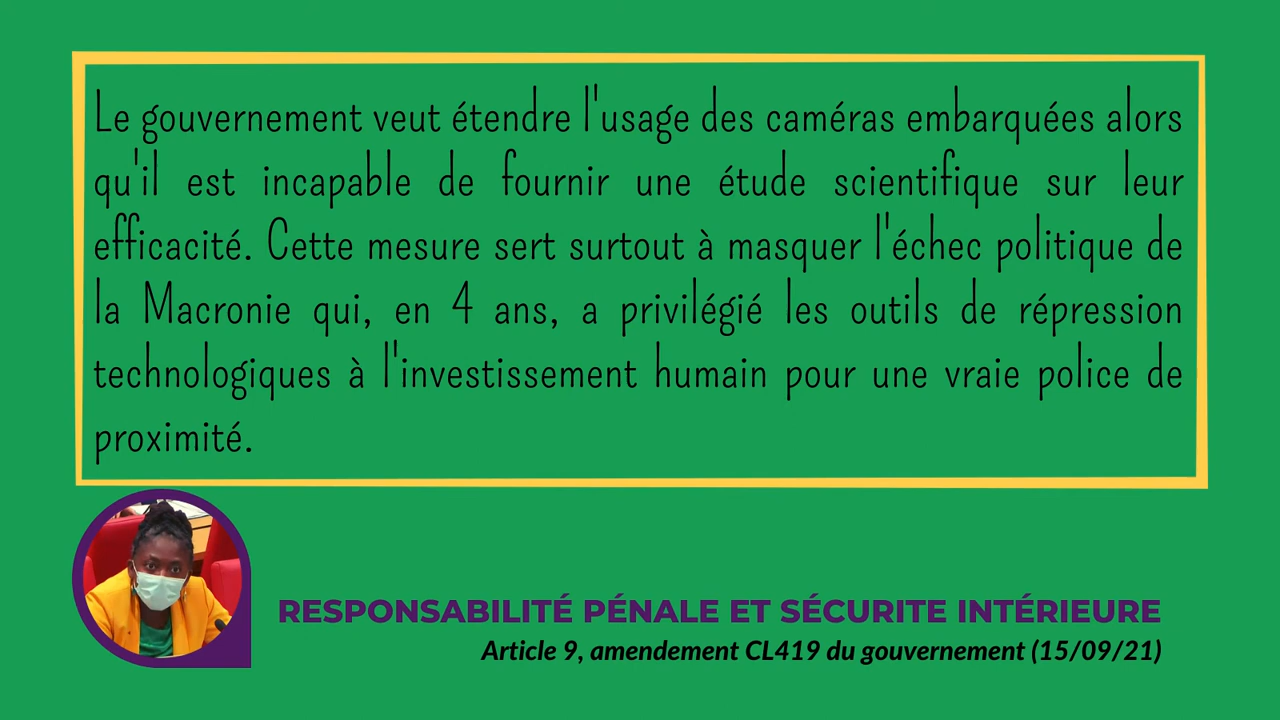 Le gouvernement veut étendre l'usage des caméras embarquées alors
qu'il est incapable de fournir une étude scientifique sur leur
efficacité. Cette mesure sert surtout à masquer l'échec politique de
la Macronie qui, en 4 ans, a privilégié les outils de répression
technologiques à l'investissement humain pour une vraie police de
proximité.
RESPONSABILITÉ PÉNALE ET SÉCURITE INTÉRIEURE
Article 9, amendement CL419 du gouvernement (15/09/21)